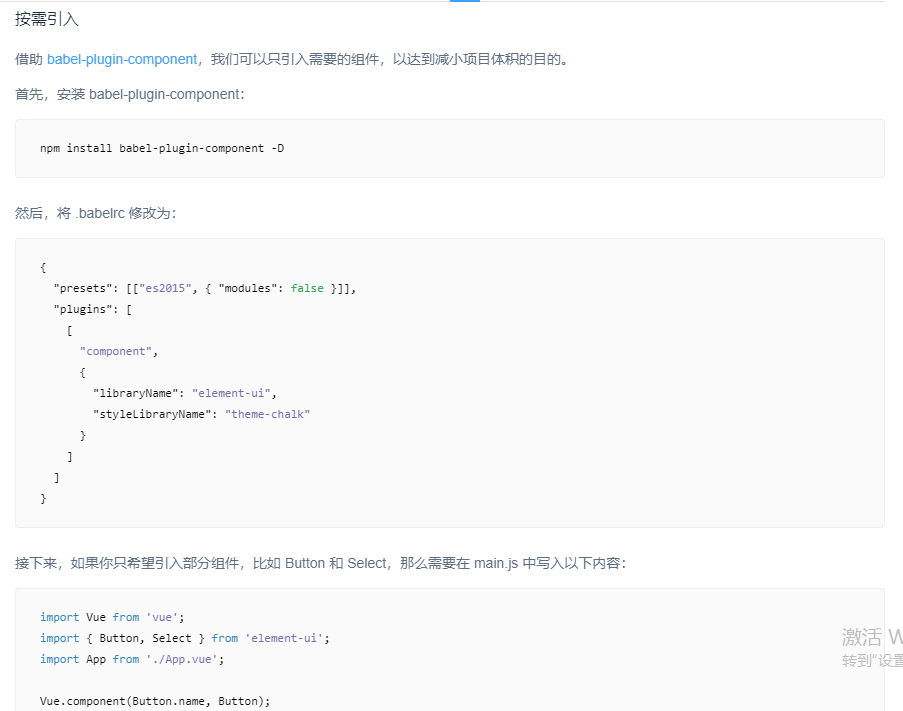 按需引入
借助 babel-plugin-component，我们可以只引入需要的组件，以达到减小项目体积的目的。
首先，安装 babel-plugin-component：
npm install babel-plugin-component -D
然后，将 .babelrc 修改为：
{
  "presets": [["es2015", { "modules": false }]],
  "plugins": [
    [
      "component",
      {
        "libraryName": "element-ui",
        "styleLibraryName": "theme-chalk"
      }
    ]
  ]
}
接下来，如果你只希望引入部分组件，比如 Button 和 Select，那么需要在 main.js 中写入以下内容：
import Vue from 'vue';
import { Button, Select } from 'element-ui';
import App from './App.vue';
Vue.component(Button.name, Button);
激活 W
转到"设置